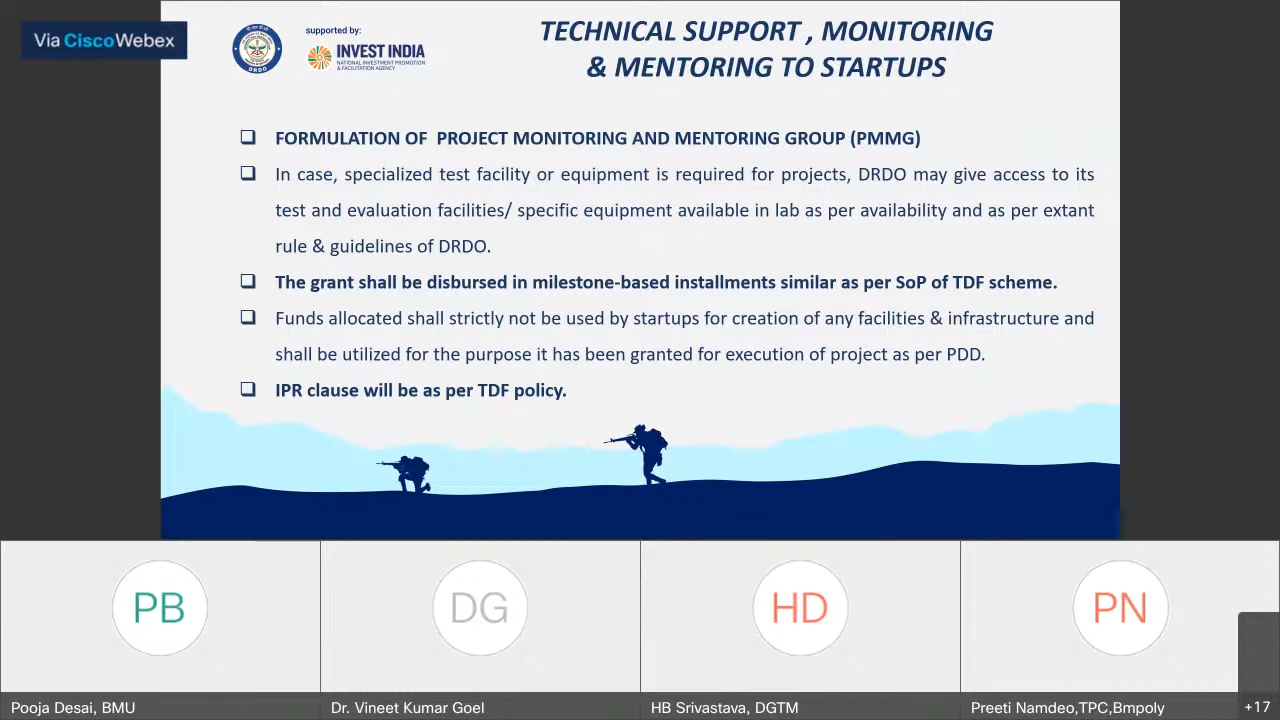 Via Cisco Webex
DRDO
supported by:
INVEST INDIA
NATIONAL INVESTMENT PROMOTION
& FACILITATION AGENCY
TECHNICAL SUPPORT , MONITORING
& MENTORING TO STARTUPS
FORMULATION OF PROJECT MONITORING AND MENTORING GROUP (PMMG)
In case, specialized test facility or equipment is required for projects, DRDO may give access to its
test and evaluation facilities/ specific equipment available in lab as per availability and as per extant
rule & guidelines of DRDO.
The grant shall be disbursed in milestone-based installments similar as per SoP of TDF scheme.
Funds allocated shall strictly not be used by startups for creation of any facilities & infrastructure and
shall be utilized for the purpose it has been granted for execution of project as per PDD.
IPR clause will be as per TDF policy.
PB
DG
HD
PN
Pooja Desai, BMU
Dr. Vineet Kumar Goel
HB Srivastava, DGTM
Preeti Namdeo,TPC,Bmpoly
+17